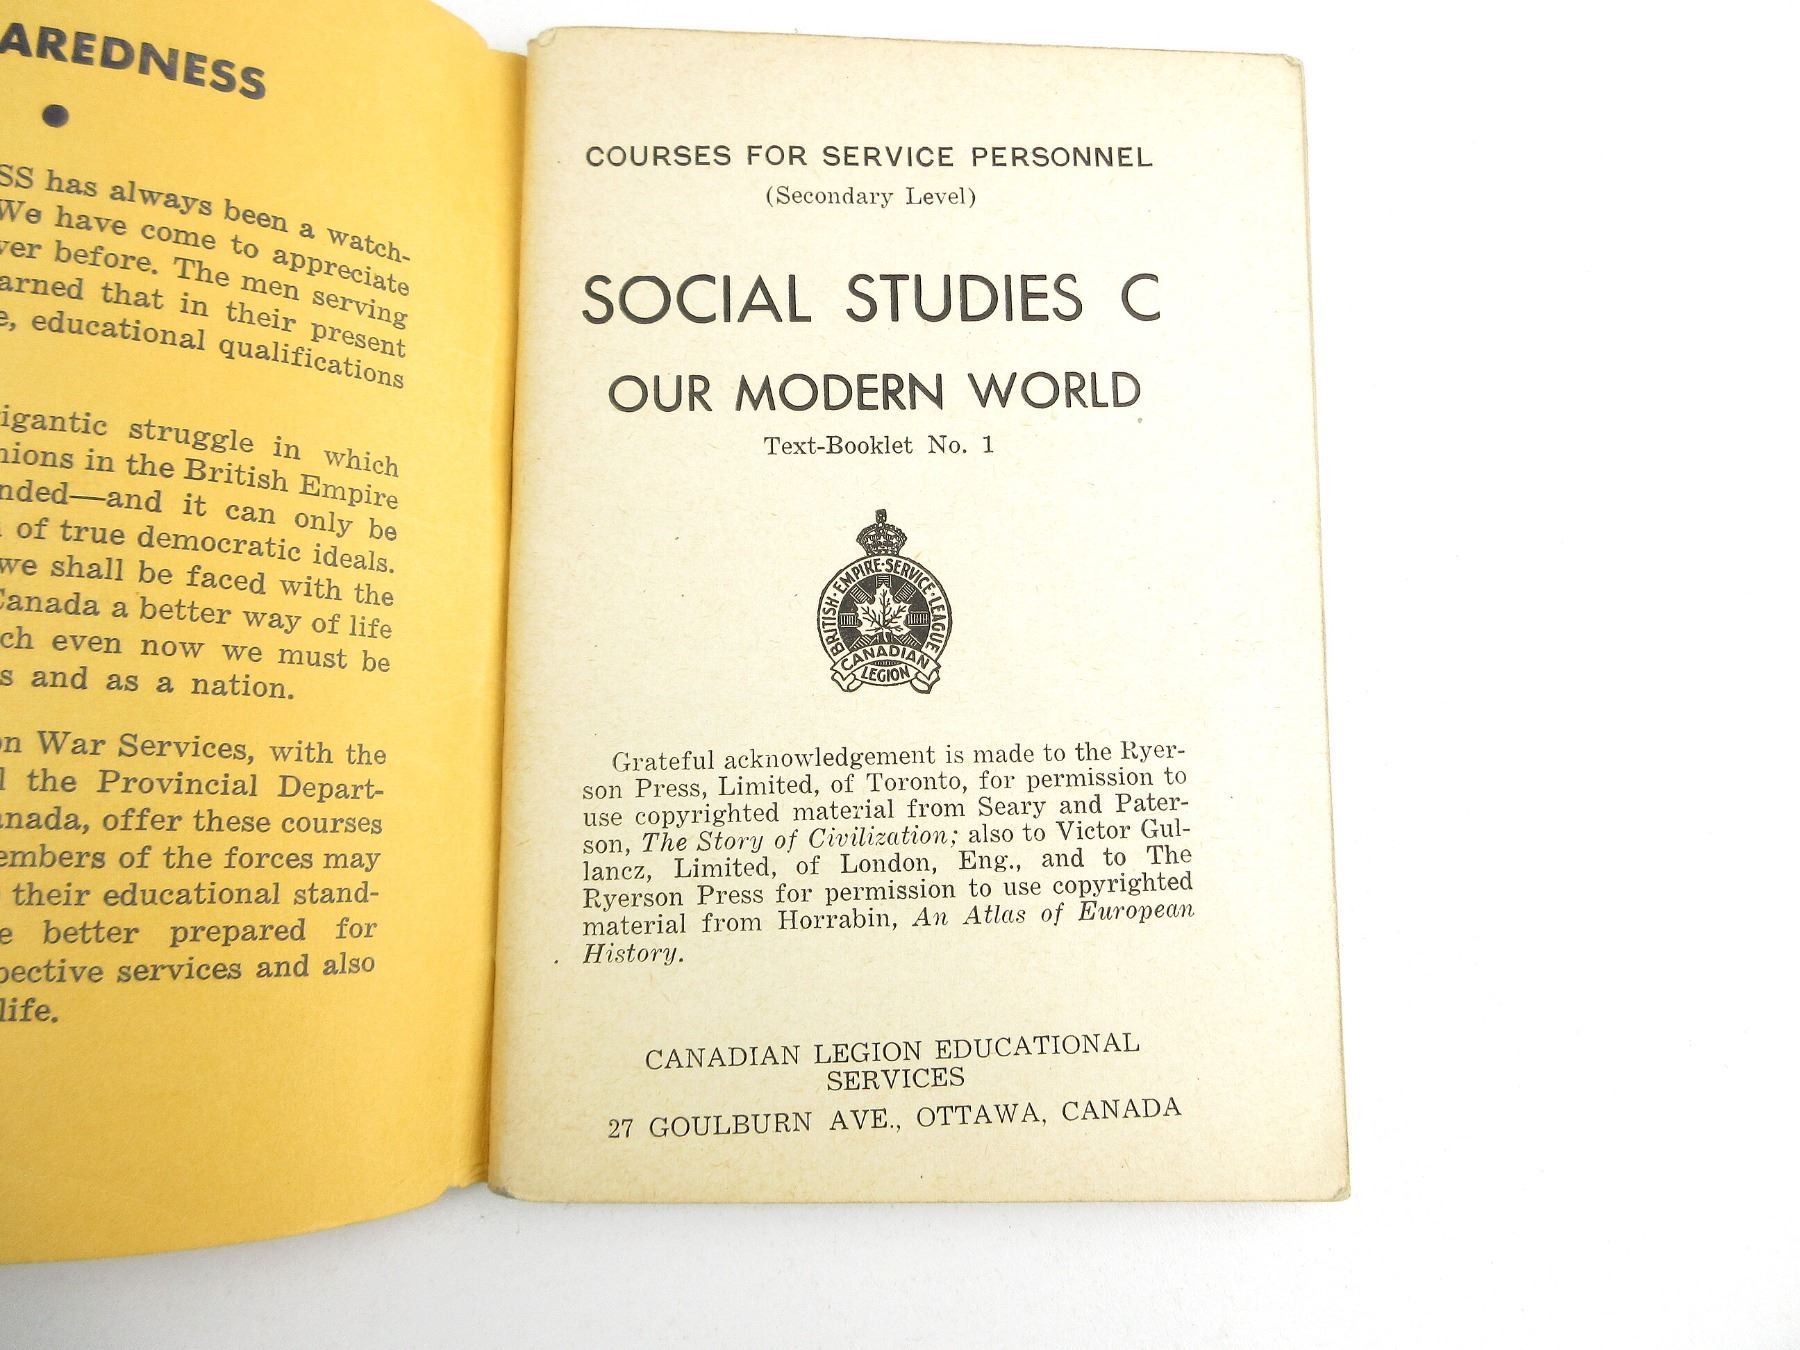 AREDNESS
SS has always been a watch-
We have come to appreciate
ver before. The men serving
arned that in their present
e, educational qualifications
igantic struggle in which
nions in the British Empire
nded—and it can only be
of true democratic ideals.
we shall be faced with the
Canada a better way of life
ch even now we must be
s and as a nation.
on War Services, with the
the Provincial Depart-
anada, offer these courses
embers of the forces may
their educational stand-
e better prepared for
pective services and also
life.
COURSES FOR SERVICE PERSONNEL
(Secondary Level)
SOCIAL STUDIES C
OUR MODERN WORLD
Text-Booklet No. 1
BRITISH·EMPIRE·SERVICE·LEAGUE
CANADIAN
LEGION
Grateful acknowledgement is made to the Ryer-
son Press, Limited, of Toronto, for permission to
use copyrighted material from Seary and Pater-
son, The Story of Civilization; also to Victor Gul-
lancz, Limited, of London, Eng., and to The
Ryerson Press for permission to use copyrighted
material from Horrabin, An Atlas of European
History.
CANADIAN LEGION EDUCATIONAL
SERVICES
27 GOULBURN AVE., OTTAWA, CANADA